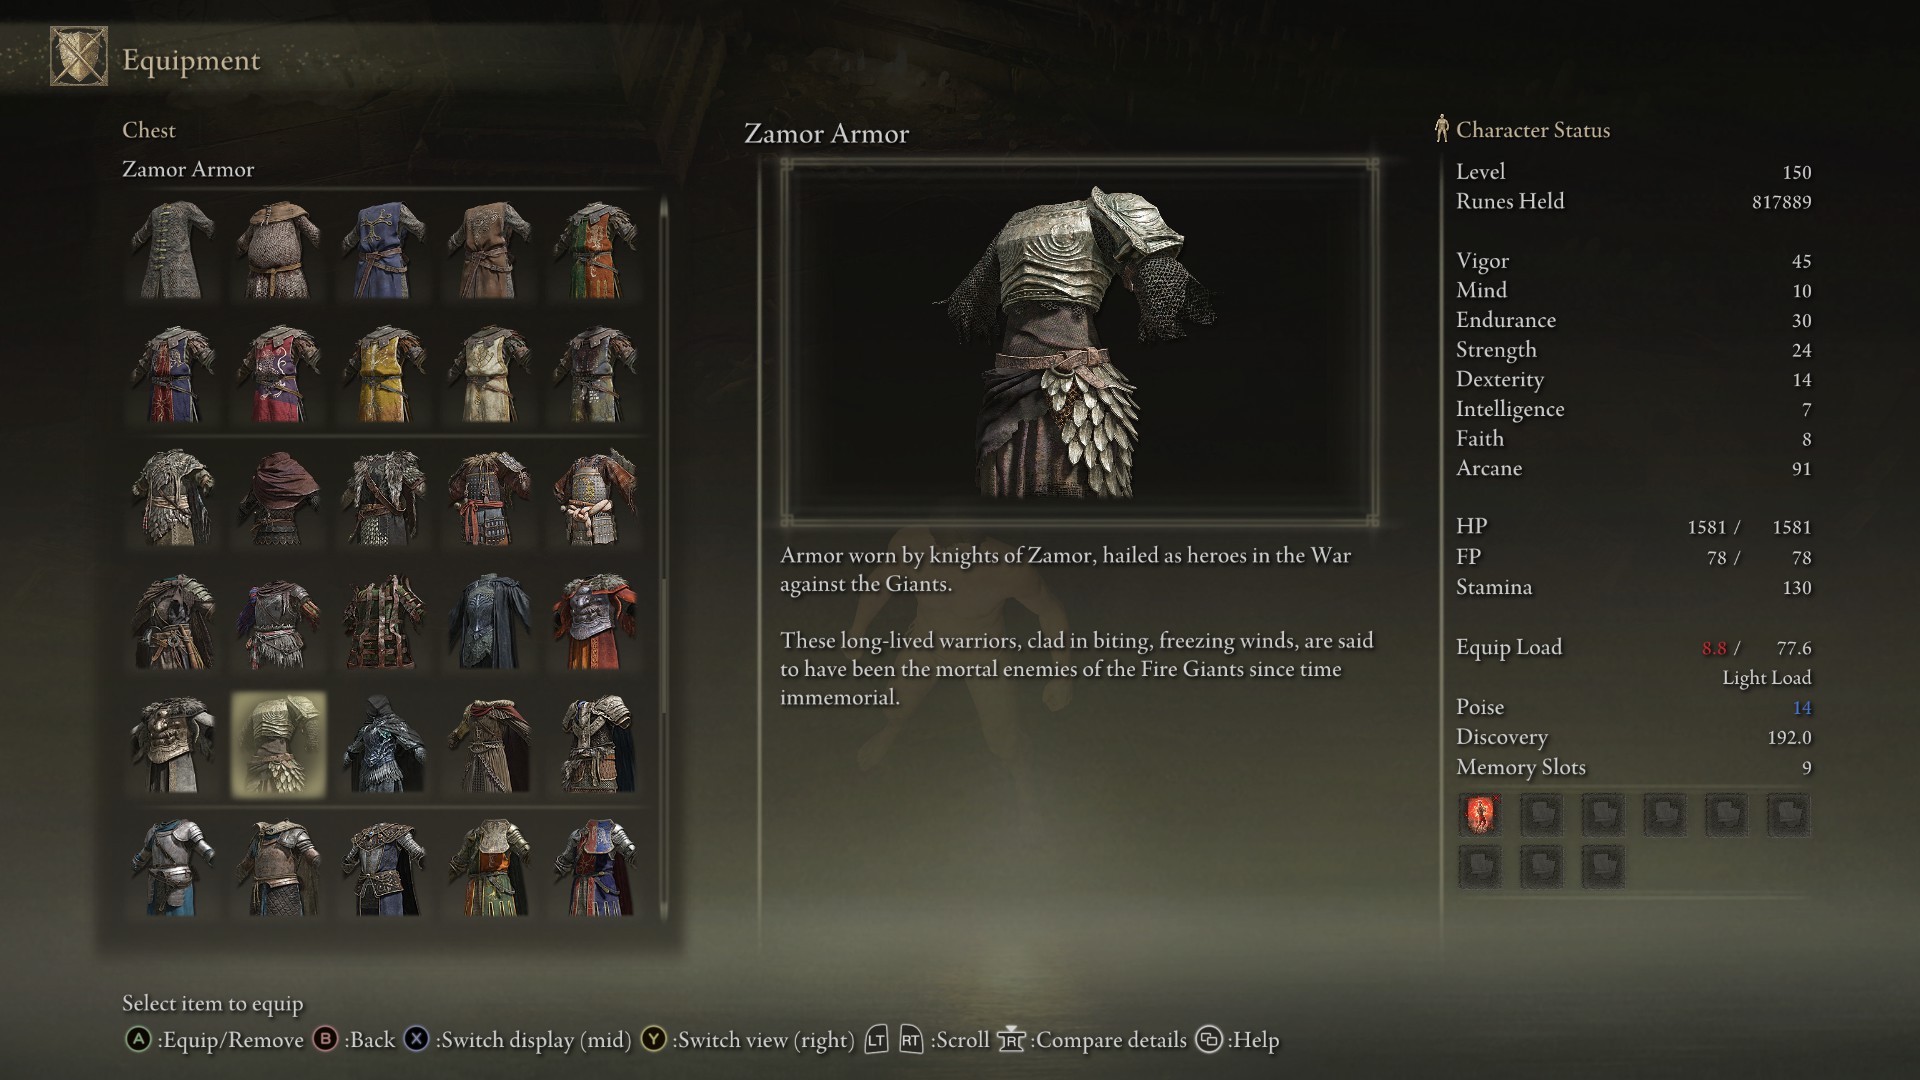 Equipment
Chest
Zamor Armor
Zamor Armor
Armor worn by knights of Zamor, hailed as heroes in the War
against the Giants.
These long-lived warriors, clad in biting, freezing winds, are said
to have been the mortal enemies of the Fire Giants since time
immemorial.
Character Status
Level 150
Runes Held 817889
Vigor 45
Mind 10
Endurance 30
Strength 24
Dexterity 14
Intelligence 7
Faith 8
Arcane 91
HP 1581 / 1581
FP 78 / 78
Stamina 130
Equip Load 8.8 / 77.6
Light Load
Poise 14
Discovery 192.0
Memory Slots 9
Select item to equip
A :Equip/Remove B :Back X :Switch display (mid) Y :Switch view (right) LT RT :Scroll R :Compare details :Help